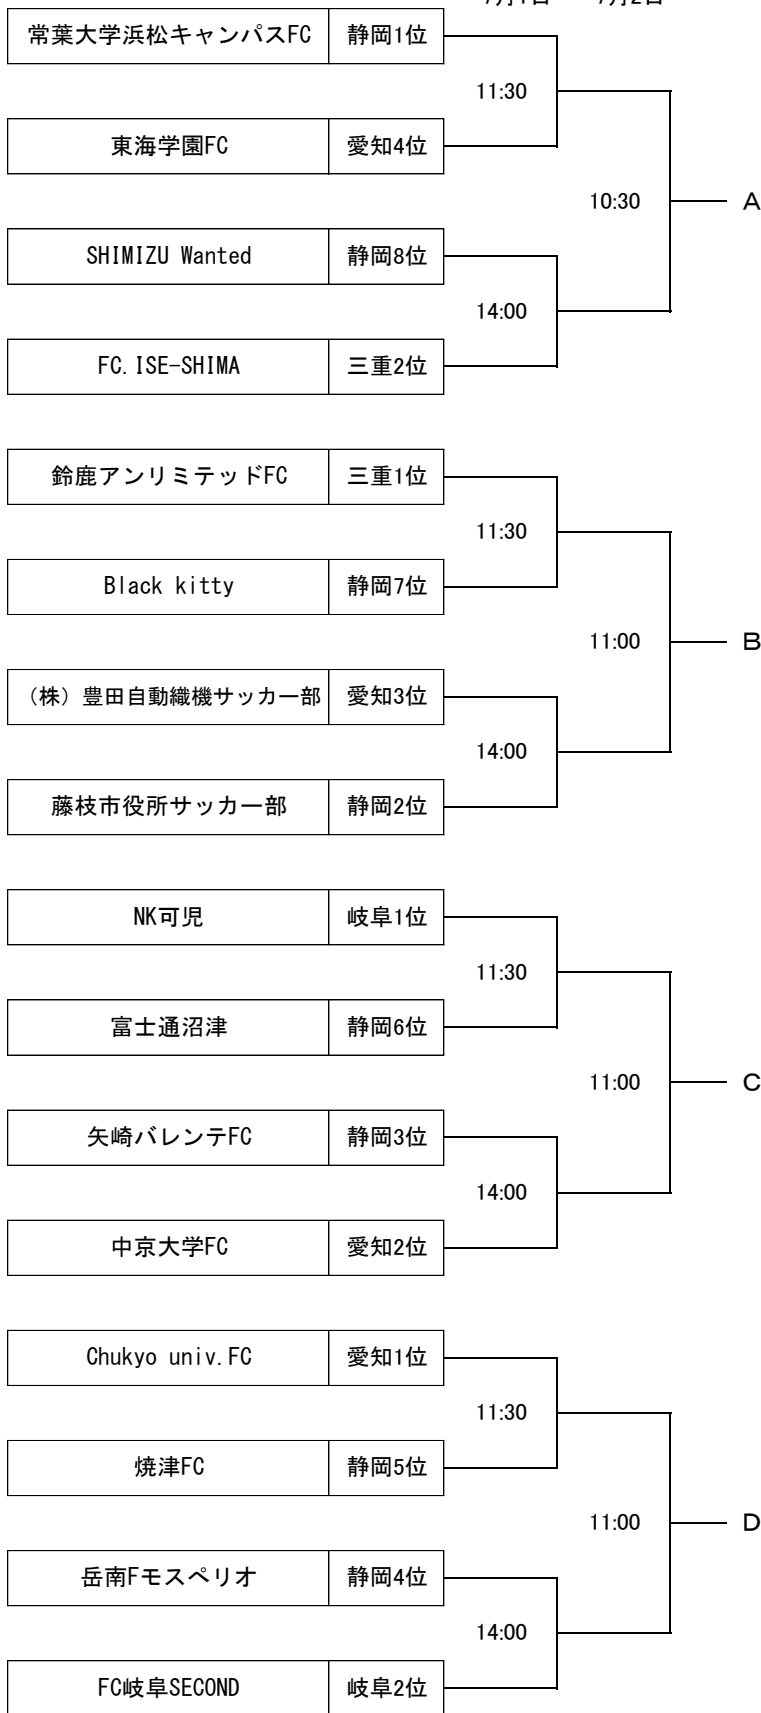 7月1日 7月2日
常葉大学浜松キャンパスFC 静岡1位
11:30
東海学園FC 愛知4位
10:30 A
SHIMIZU Wanted 静岡8位
14:00
FC.ISE-SHIMA 三重2位
鈴鹿アンリミテッドFC 三重1位
11:30
Black kitty 静岡7位
11:00 B
（株）豊田自動織機サッカー部 愛知3位
14:00
藤枝市役所サッカー部 静岡2位
NK可児 岐阜1位
11:30
富士通沼津 静岡6位
11:00 C
矢崎バレンテFC 静岡3位
14:00
中京大学FC 愛知2位
Chukyo univ.FC 愛知1位
11:30
焼津FC 静岡5位
11:00 D
岳南Fモスペリオ 静岡4位
14:00
FC岐阜SECOND 岐阜2位